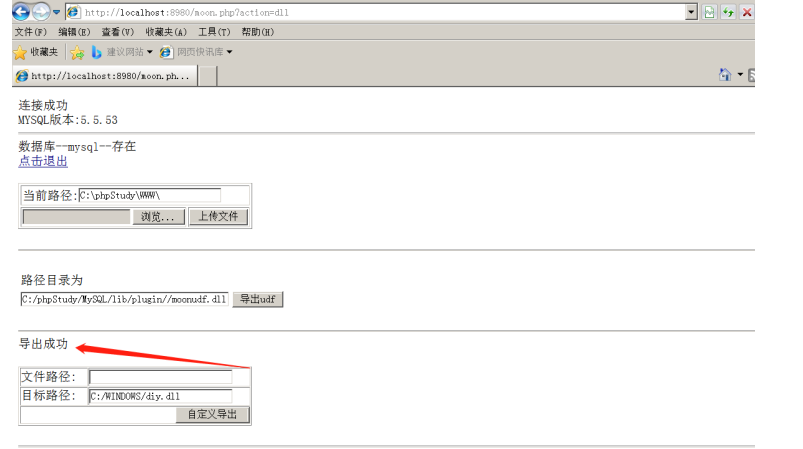 http://localhost:8980/moon.php?action=dll
文件(F) 编辑(E) 查看(V) 收藏夹(A) 工具(T) 帮助(H)
收藏夹 建议网站 网页快讯库
http://localhost:8980/moon.ph...
连接成功
MYSQL版本:5.5.53
数据库--mysql--存在
点击退出
当前路径:C:\phpStudy\WWW\
浏览... 上传文件
路径目录为
C:/phpStudy/MySQL/lib/plugin//moonudf.dll 导出udf
导出成功
文件路径:
目标路径: C:/WINDOWS/diy.dll
自定义导出